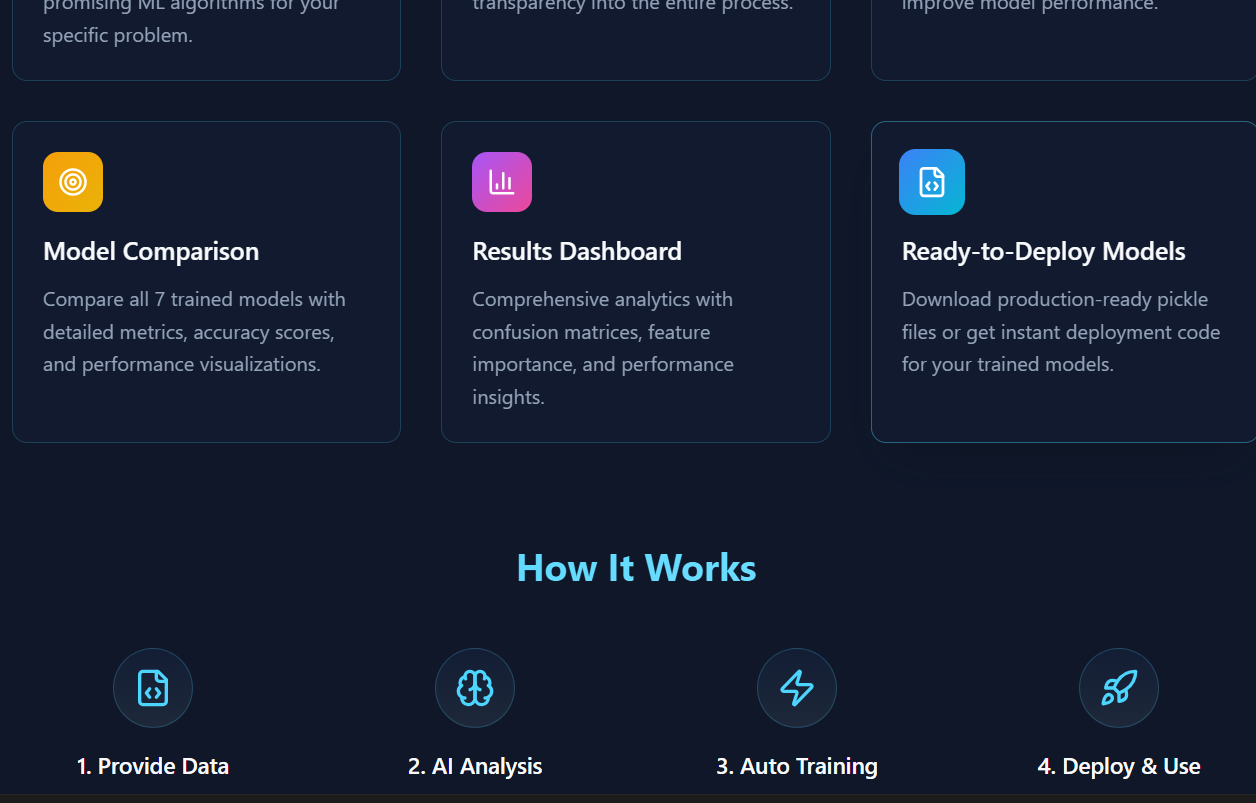 promising ML algorithms for your
specific problem.
transparency into the entire process.
improve model performance.
Model Comparison
Compare all 7 trained models with
detailed metrics, accuracy scores,
and performance visualizations.
Results Dashboard
Comprehensive analytics with
confusion matrices, feature
importance, and performance
insights.
Ready-to-Deploy Models
Download production-ready pickle
files or get instant deployment code
for your trained models.
How It Works
1. Provide Data
2. AI Analysis
3. Auto Training
4. Deploy & Use